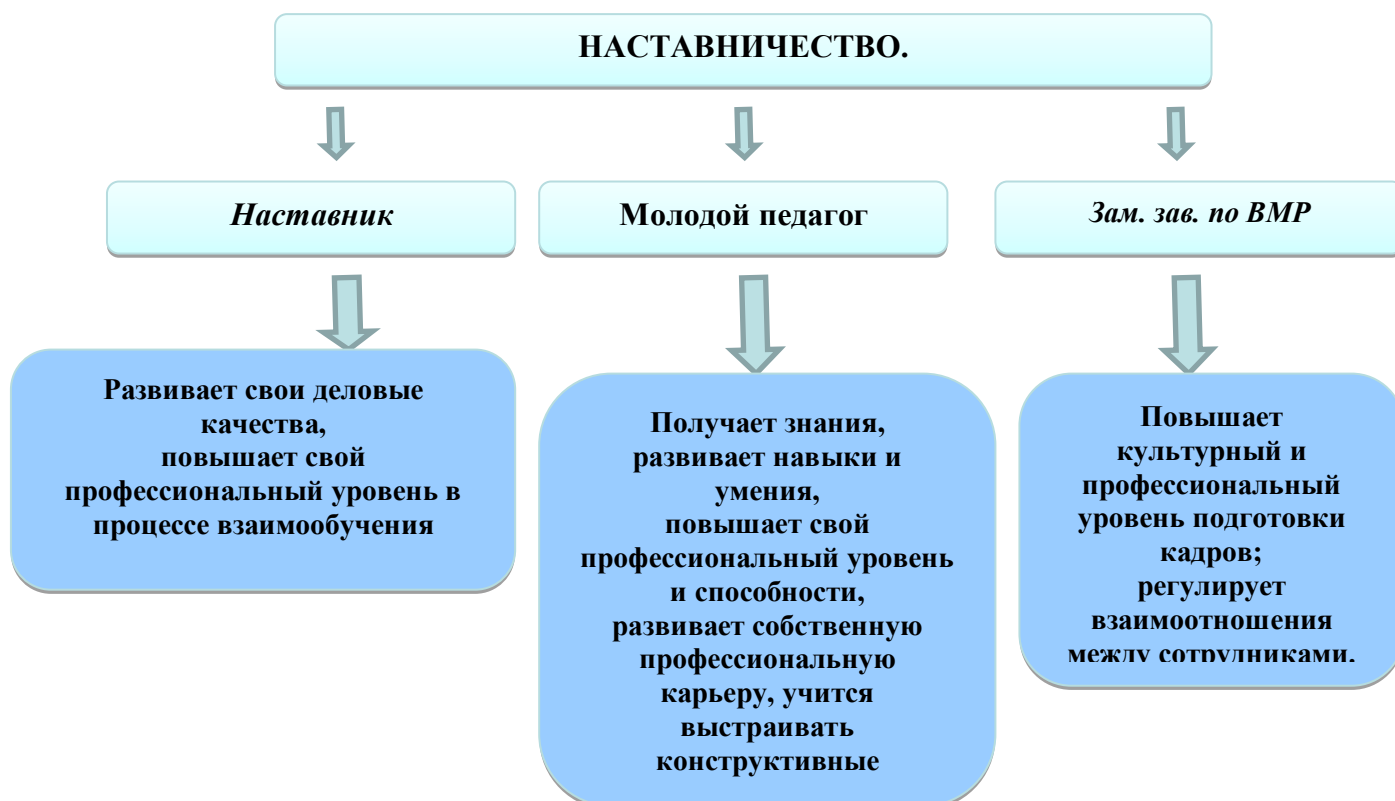 НАСТАВНИЧЕСТВО.
Наставник
Молодой педагог
Зам. зав. по ВМР
Развивает свои деловые
качества,
повышает свой
профессиональный уровень в
процессе взаимообучения
Получает знания,
развивает навыки и
умения,
повышает свой
профессиональный уровень
и способности,
развивает собственную
профессиональную
карьеру, учится
выстраивать
конструктивные
Повышает
культурный и
профессиональный
уровень подготовки
кадров;
регулирует
взаимоотношения
между сотрудниками.